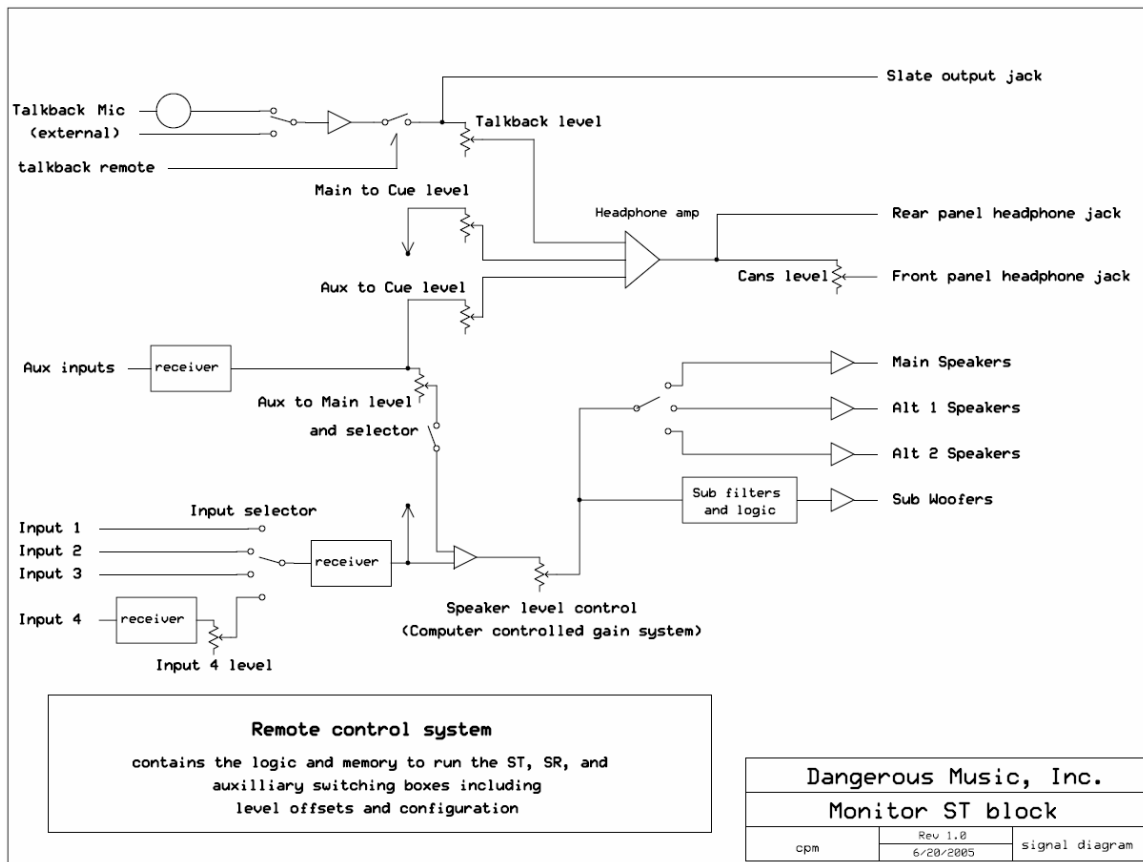 Slate output jack
Talkback Mic
(external)
Talkback level
talkback remote
Main to Cue level
Headphone amp
Rear panel headphone jack
Aux to Cue level
Cans level
Front panel headphone jack
Aux inputs
receiver
Main Speakers
Aux to Main level
and selector
Alt 1 Speakers
Alt 2 Speakers
Sub filters
and logic
Sub Woofers
Input selector
Input 1
Input 2
Input 3
receiver
Input 4
receiver
Input 4 level
Speaker level control
(Computer controlled gain system)
Remote control system
contains the logic and memory to run the ST, SR, and
auxilliary switching boxes including
level offsets and configuration
Dangerous Music, Inc.
Monitor ST block
cpm
Rev 1.0
6/20/2005
signal diagram